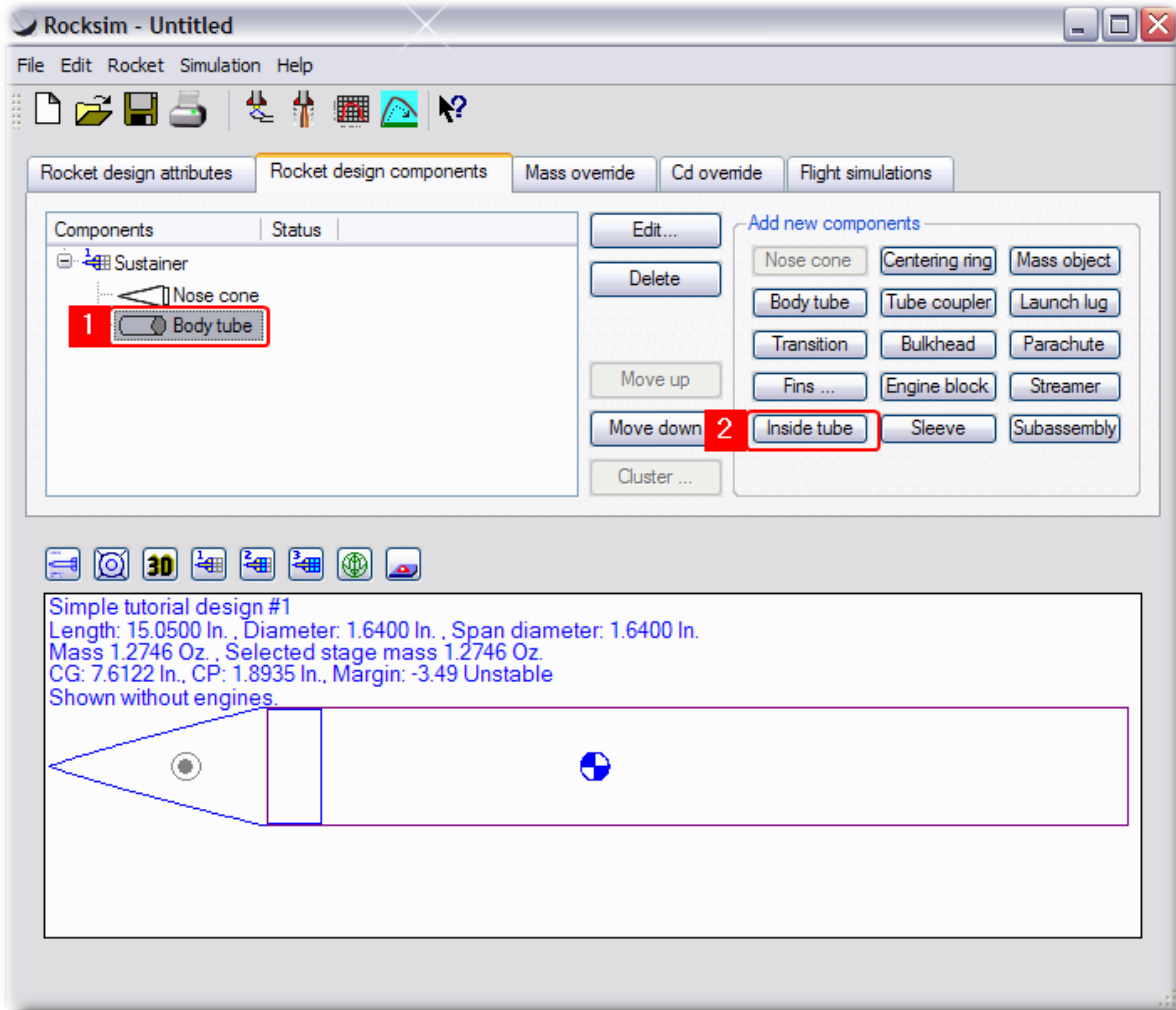 Rocksim - Untitled
File Edit Rocket Simulation Help
Rocket design attributes Rocket design components Mass override Cd override Flight simulations
Components Status
Edit...
Add new components
1 Sustainer
Nose cone Centering ring Mass object
Delete
Nose cone
Body tube Tube coupler Launch lug
1 Body tube
Transition Bulkhead Parachute
Move up
Fins ... Engine block Streamer
Move down 2 Inside tube Sleeve Subassembly
Cluster ...
3D 1 2 3
Simple tutorial design #1
Length: 15.0500 In. , Diameter: 1.6400 In. , Span diameter: 1.6400 In.
Mass 1.2746 Oz. , Selected stage mass 1.2746 Oz.
CG: 7.6122 In., CP: 1.8935 In., Margin: -3.49 Unstable
Shown without engines.